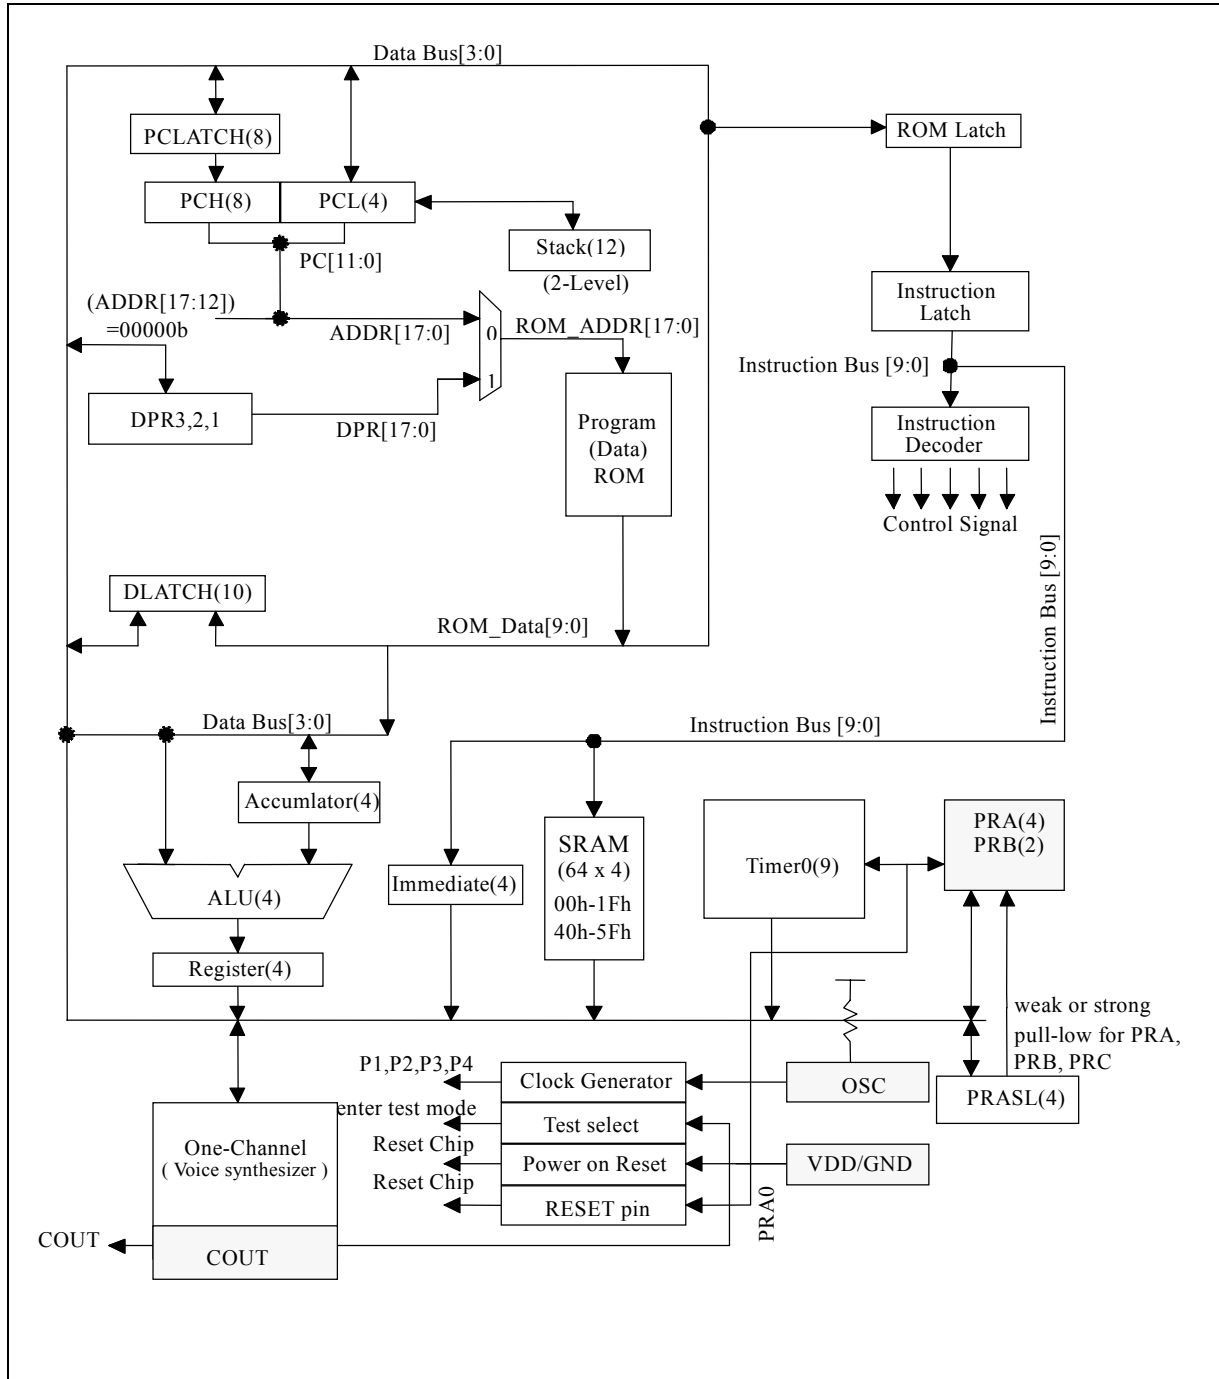 Data Bus[3:0]
PCLATCH(8)
ROM Latch
PCH(8)
PCL(4)
Stack(12)
(2-Level)
PC[11:0]
(ADDR[17:12])
=00000b
ADDR[17:0]
0
1
ROM_ADDR[17:0]
Instruction
Latch
Instruction Bus [9:0]
DPR3,2,1
DPR[17:0]
Program
(Data)
ROM
Instruction
Decoder
Control Signal
Instruction Bus [9:0]
DLATCH(10)
ROM_Data[9:0]
Data Bus[3:0]
Instruction Bus [9:0]
Accumlator(4)
ALU(4)
Register(4)
Immediate(4)
SRAM
(64 x 4)
00h-1Fh
40h-5Fh
Timer0(9)
PRA(4)
PRB(2)
weak or strong
pull-low for PRA,
PRB, PRC
PRASL(4)
P1,P2,P3,P4
Clock Generator
OSC
enter test mode
Test select
Reset Chip
Power on Reset
VDD/GND
Reset Chip
RESET pin
PRA0
One-Channel
( Voice synthesizer )
COUT
COUT